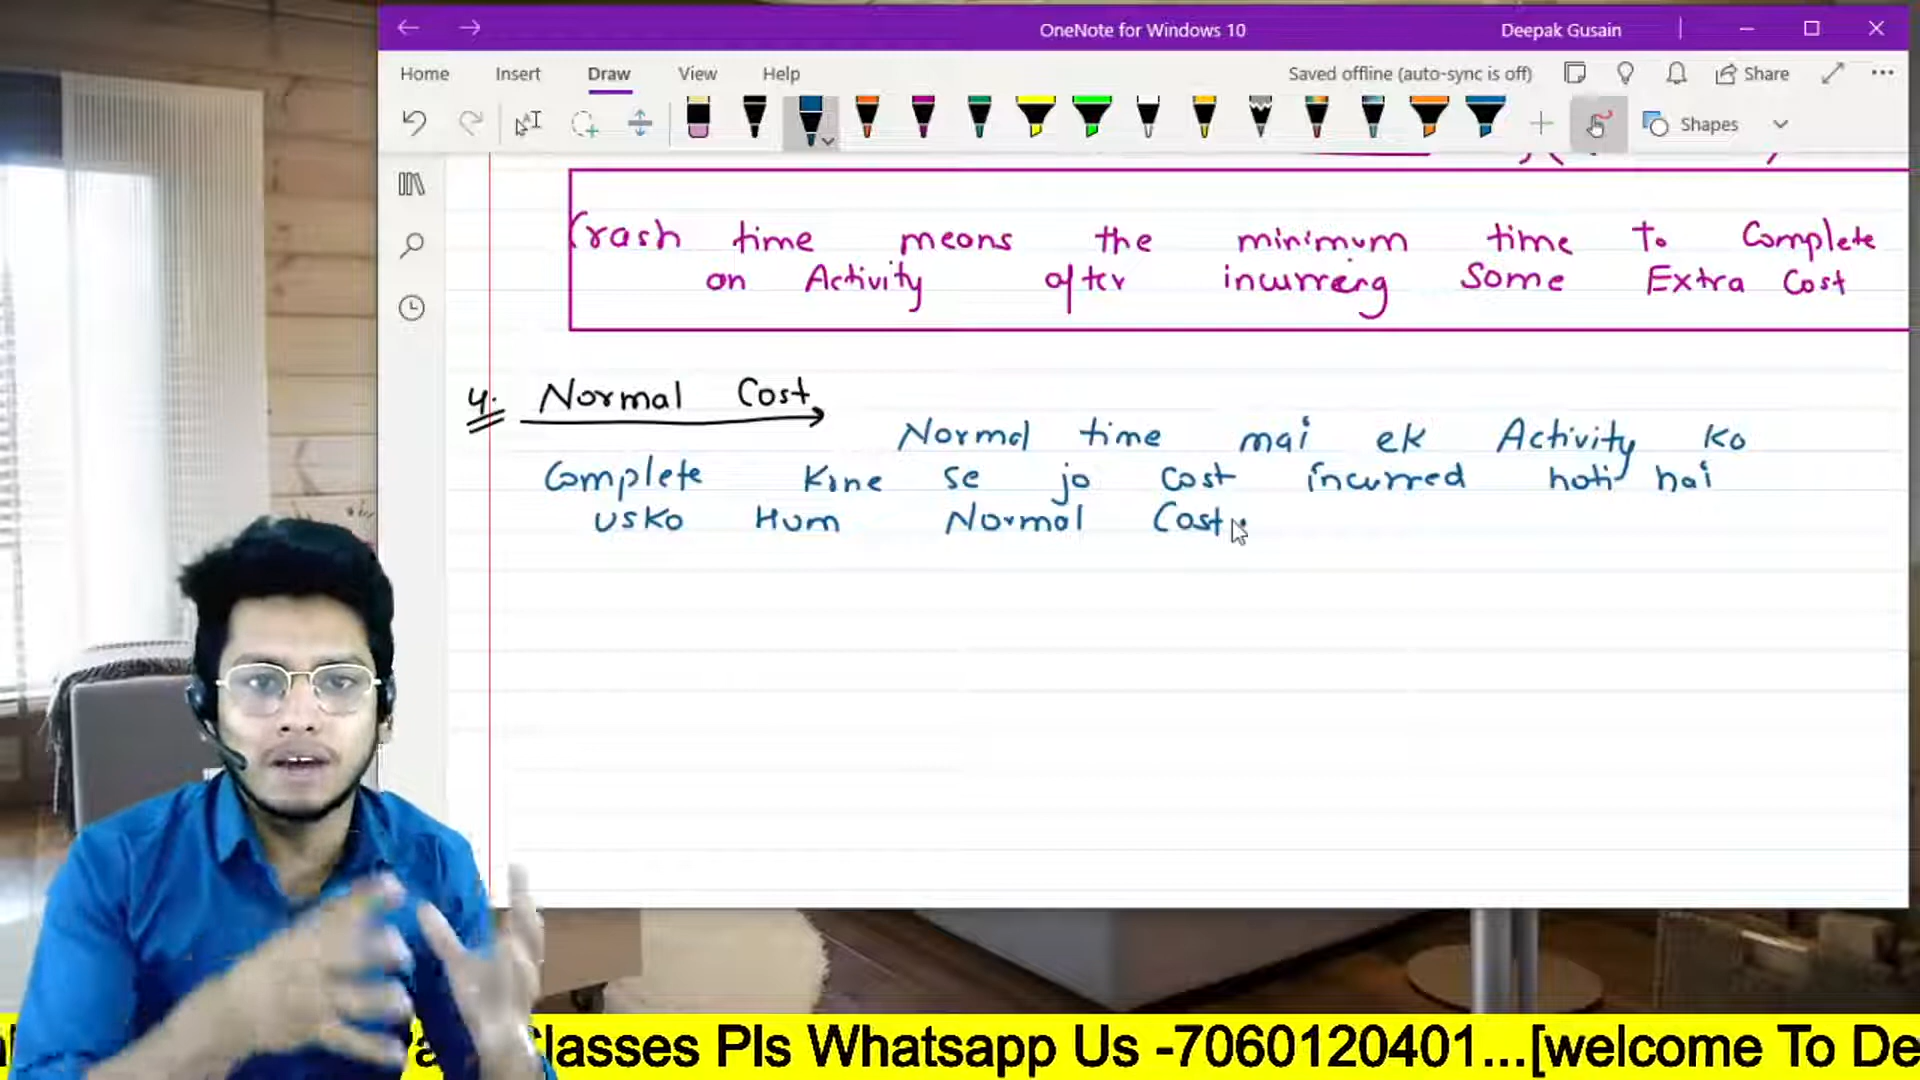 OneNote for Windows 10 Deepak Gusain
Home Insert Draw View Help Saved offline (auto-sync is off) Share
Shapes
Crash time means the minimum time To Complete
an Activity after incurring Some Extra Cost
4. Normal Cost
Normal time mai ek Activity Ko
Complete Krne se jo Cost incurred hoti hai
usko Hum Normal Cost
lasses Pls Whatsapp Us -7060120401...[welcome To De